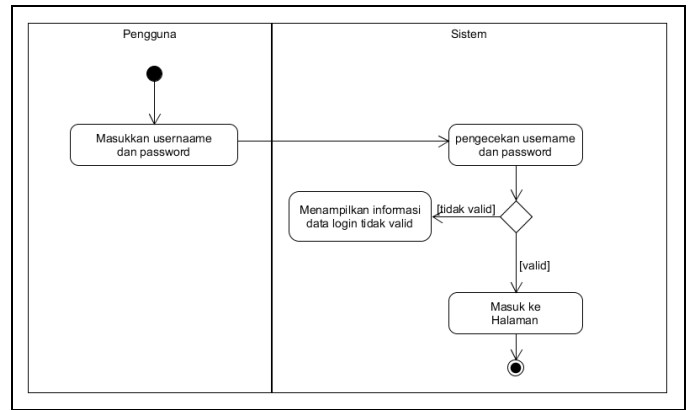 Pengguna
Sistem
Masukkan usernaame
dan password
pengecekan username
dan password
Menampilkan informasi
data login tidak valid
[tidak valid]
[valid]
Masuk ke
Halaman